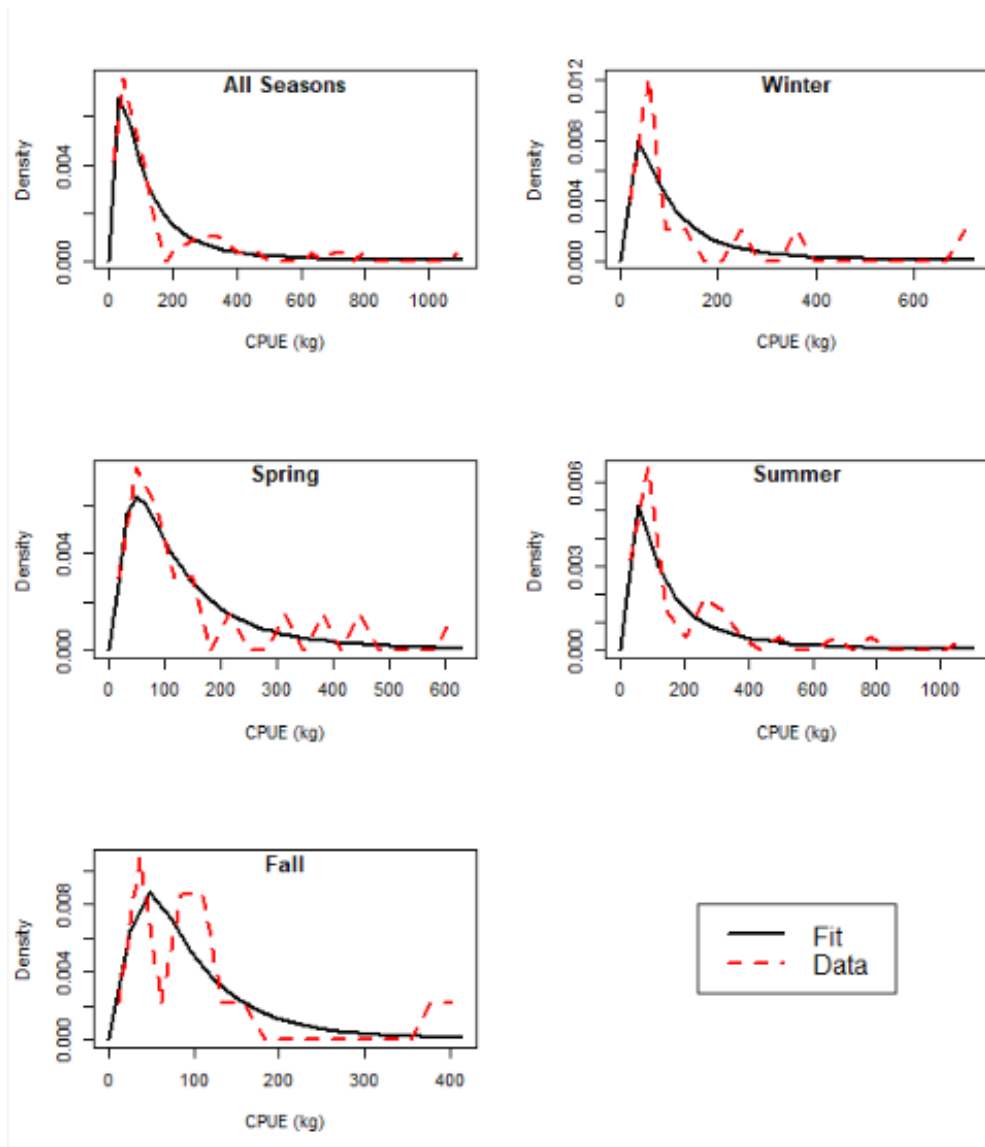 All Seasons
Density
0.000
0.004
0 200 400 600 800 1000
CPUE (kg)
Winter
Density
0.000
0.004
0.008
0.012
0 200 400 600
CPUE (kg)
Spring
Density
0.000
0.004
0 100 200 300 400 500 600
CPUE (kg)
Summer
Density
0.000
0.003
0.006
0 200 400 600 800 1000
CPUE (kg)
Fall
Density
0.000
0.004
0.008
0 100 200 300 400
CPUE (kg)
Fit
Data